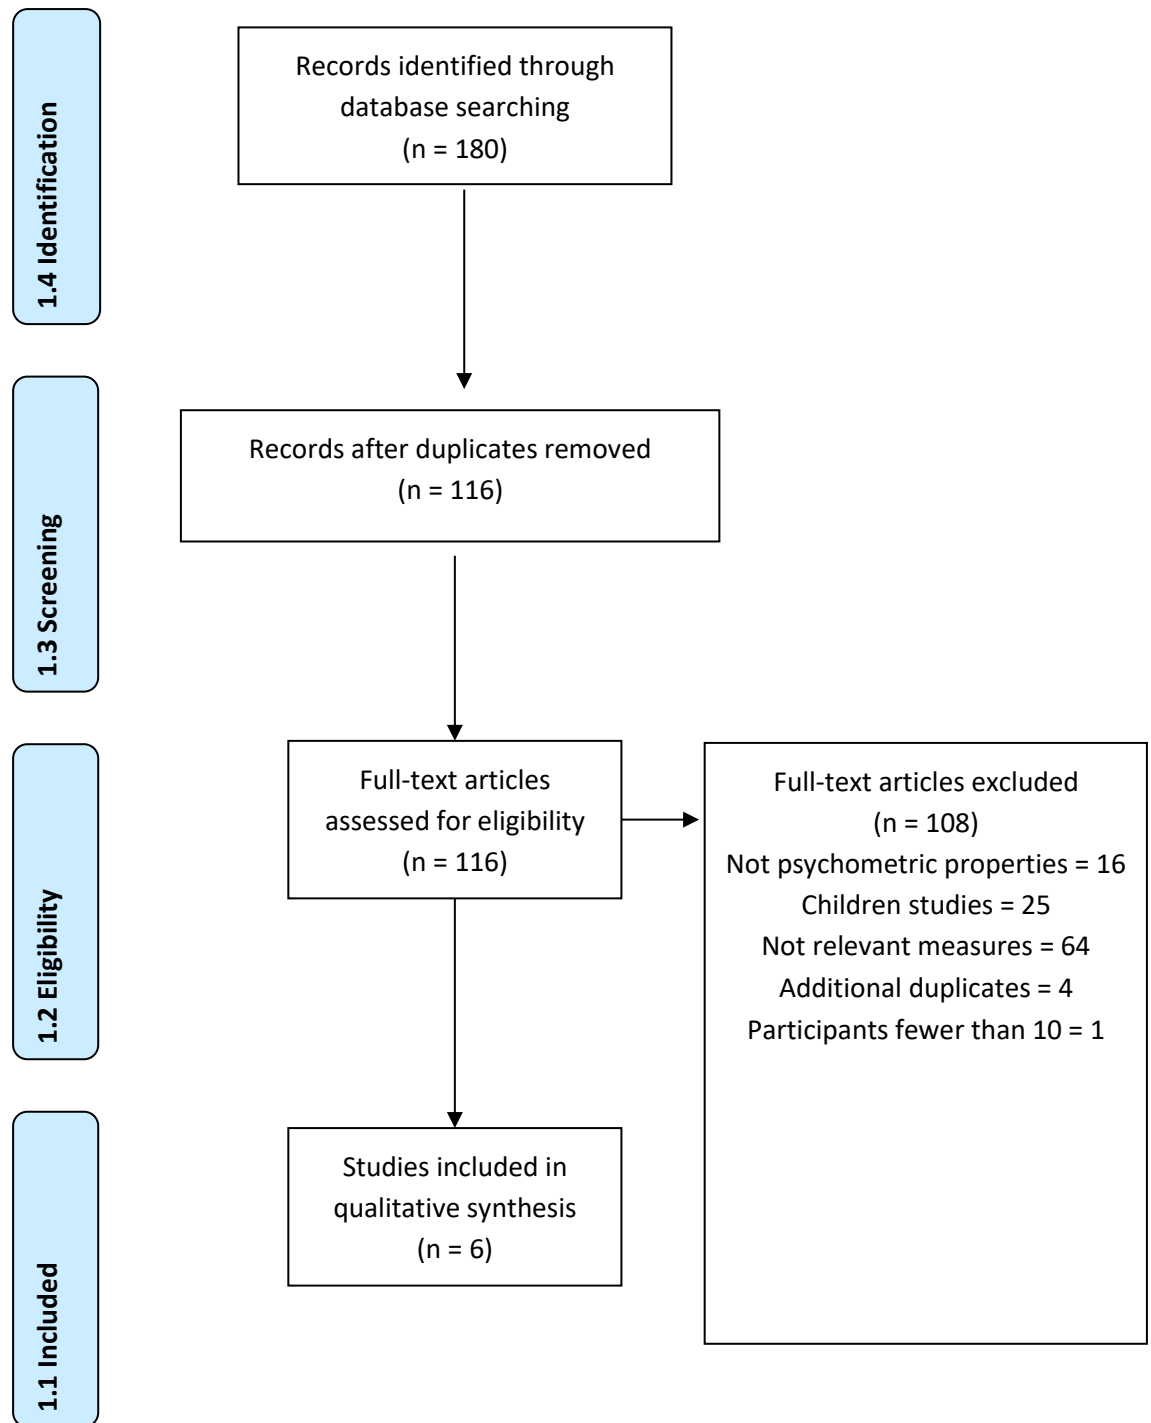 1.4 Identification
Records identified through
database searching
(n = 180)
1.3 Screening
Records after duplicates removed
(n = 116)
1.2 Eligibility
Full-text articles
assessed for eligibility
(n = 116)
Full-text articles excluded
(n = 108)
Not psychometric properties = 16
Children studies = 25
Not relevant measures = 64
Additional duplicates = 4
Participants fewer than 10 = 1
1.1 Included
Studies included in
qualitative synthesis
(n = 6)